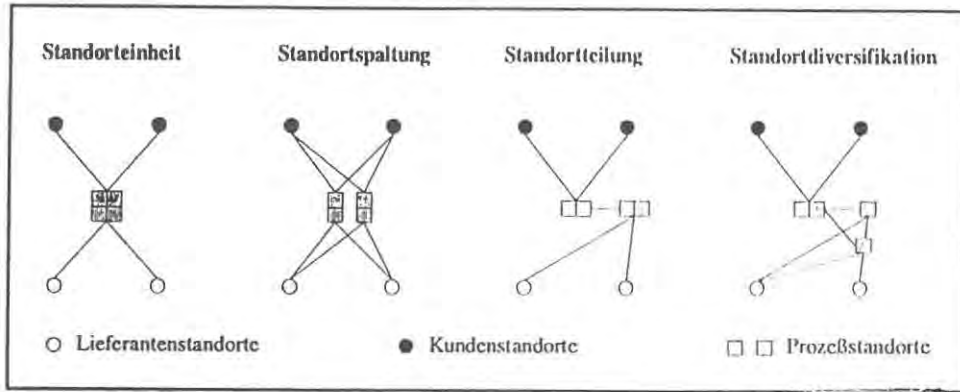 Standorteinheit Standortspaltung Standortteilung Standortdiversifikation
Lieferantenstandorte Kundenstandorte Prozeßstandorte